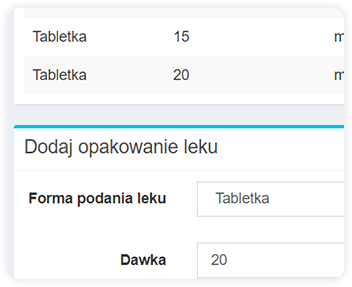 Tabletka 15 m
Tabletka 20 m
Dodaj opakowanie leku
Forma podania leku Tabletka
Dawka 20